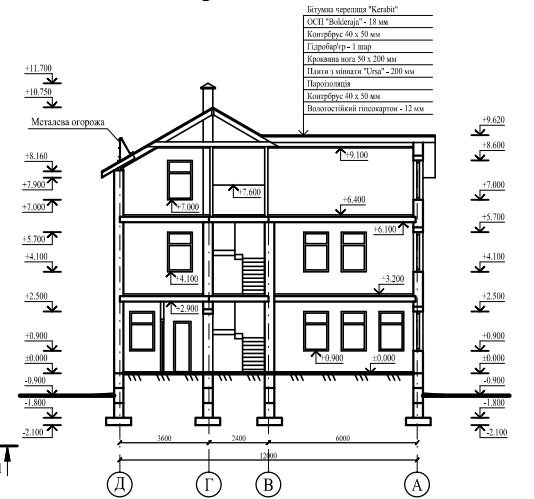 Бітумна черепиця "Kerabit"
ОСП "Bolderaja" - 18 мм
Контрбрус 40 х 50 мм
Гідробар'єр - 1 шар
Кроквяна нога 50 х 200 мм
Плити з мінвати "Ursa" - 200 мм
Пароізоляція
Контрбрус 40 х 50 мм
Вологостійкий гіпсокартон - 12 мм
+11.700
+10.750
Металева огорожа
+8.160
+7.900
+7.000
+5.700
+4.100
+2.500
+0.900
±0.000
-0.900
-1.800
-2.100
+9.100
+7.600
+7.000
+6.400
+6.100
+4.100
+3.200
+2.900
+0.900
±0.000
+9.620
+8.600
+7.000
+5.700
+4.100
+2.500
+0.900
±0.000
-0.900
-1.800
-2.100
3600
2400
6000
12000
Д
Г
В
А